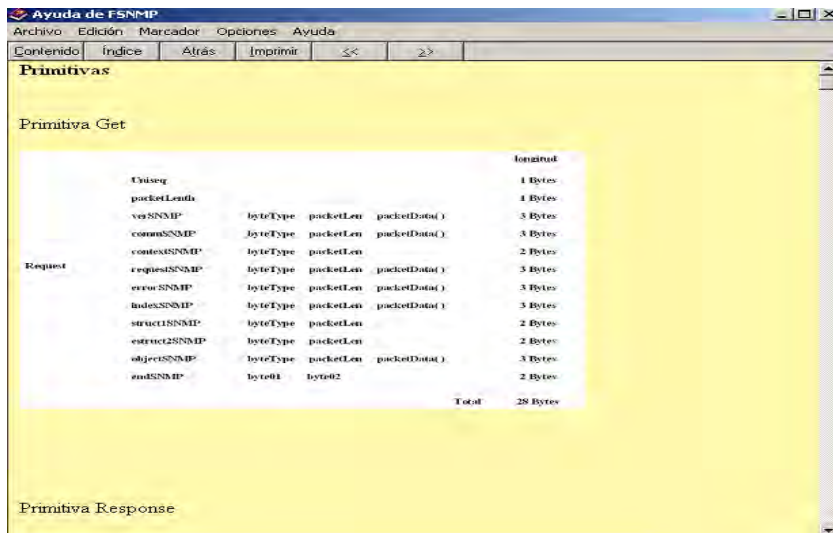 Ayuda de FSNMP
Archivo Edición Marcador Opciones Ayuda
Contenido Índice Atrás Imprimir << >>
Primitivas
Primitiva Get
longitud
Uniseq 1 Bytes
packetLenth 1 Bytes
verSNMP byteType packetLen packetData( ) 3 Bytes
commSNMP byteType packetLen packetData( ) 3 Bytes
contextSNMP byteType packetLen 2 Bytes
Request requestSNMP byteType packetLen packetData( ) 3 Bytes
errorSNMP byteType packetLen packetData( ) 3 Bytes
indexSNMP byteType packetLen packetData( ) 3 Bytes
struct1SNMP byteType packetLen 2 Bytes
estruct2SNMP byteType packetLen 2 Bytes
objectSNMP byteType packetLen packetData( ) 3 Bytes
endSNMP byte01 byte02 2 Bytes
Total 28 Bytes
Primitiva Response